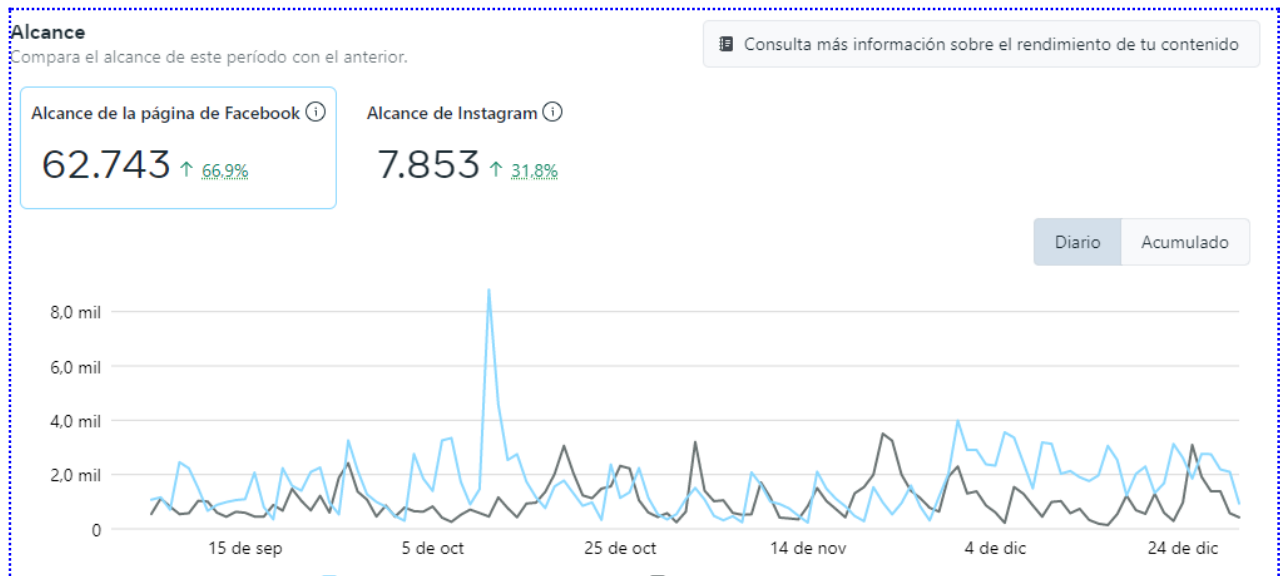 Alcance
Compara el alcance de este período con el anterior.
Consulta más información sobre el rendimiento de tu contenido
Alcance de la página de Facebook
Alcance de Instagram
62.743 ↑ 66,9%
7.853 ↑ 31,8%
Diario
Acumulado
8,0 mil
6,0 mil
4,0 mil
2,0 mil
0
15 de sep
5 de oct
25 de oct
14 de nov
4 de dic
24 de dic